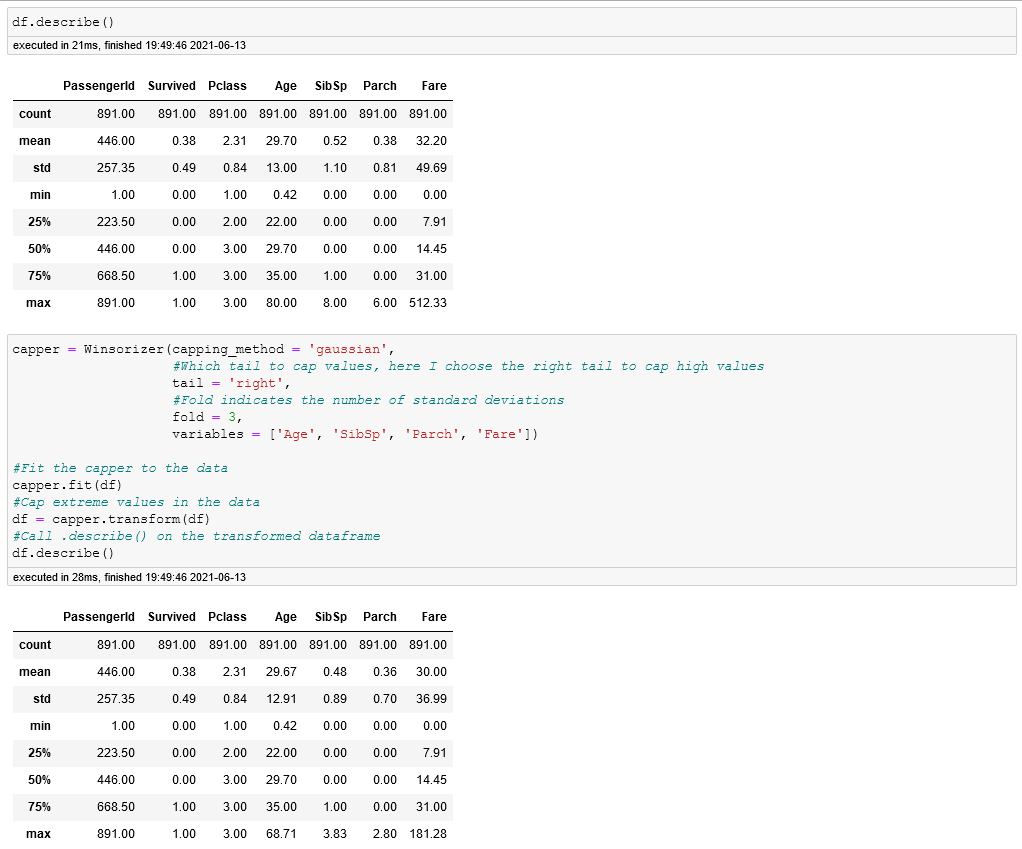 df.describe()
executed in 21ms, finished 19:49:46 2021-06-13
PassengerId Survived Pclass Age SibSp Parch Fare
count 891.00 891.00 891.00 891.00 891.00 891.00 891.00
mean 446.00 0.38 2.31 29.70 0.52 0.38 32.20
std 257.35 0.49 0.84 13.00 1.10 0.81 49.69
min 1.00 0.00 1.00 0.42 0.00 0.00 0.00
25% 223.50 0.00 2.00 22.00 0.00 0.00 7.91
50% 446.00 0.00 3.00 29.70 0.00 0.00 14.45
75% 668.50 1.00 3.00 35.00 1.00 0.00 31.00
max 891.00 1.00 3.00 80.00 8.00 6.00 512.33
capper = Winsorizer(capping_method = 'gaussian',
#Which tail to cap values, here I choose the right tail to cap high values
tail = 'right',
#Fold indicates the number of standard deviations
fold = 3,
variables = ['Age', 'SibSp', 'Parch', 'Fare'])
#Fit the capper to the data
capper.fit(df)
#Cap extreme values in the data
df = capper.transform(df)
#Call .describe() on the transformed dataframe
df.describe()
executed in 28ms, finished 19:49:46 2021-06-13
PassengerId Survived Pclass Age SibSp Parch Fare
count 891.00 891.00 891.00 891.00 891.00 891.00 891.00
mean 446.00 0.38 2.31 29.67 0.48 0.36 30.00
std 257.35 0.49 0.84 12.91 0.89 0.70 36.99
min 1.00 0.00 1.00 0.42 0.00 0.00 0.00
25% 223.50 0.00 2.00 22.00 0.00 0.00 7.91
50% 446.00 0.00 3.00 29.70 0.00 0.00 14.45
75% 668.50 1.00 3.00 35.00 1.00 0.00 31.00
max 891.00 1.00 3.00 68.71 3.83 2.80 181.28